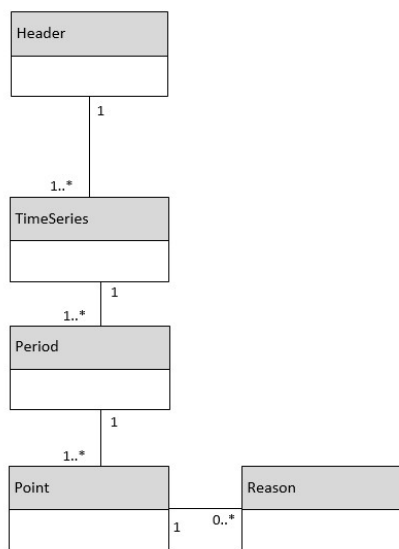 Header
1
1..*
TimeSeries
1
1..*
Period
1
1..*
Point
Reason
1
0..*